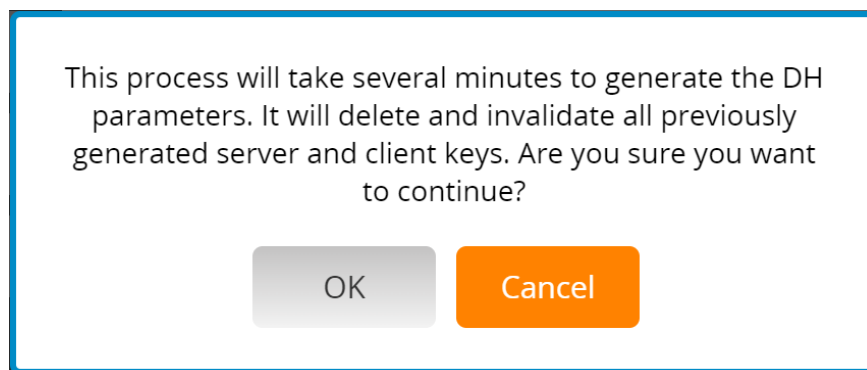 This process will take several minutes to generate the DH
parameters. It will delete and invalidate all previously
generated server and client keys. Are you sure you want
to continue?
OK
Cancel